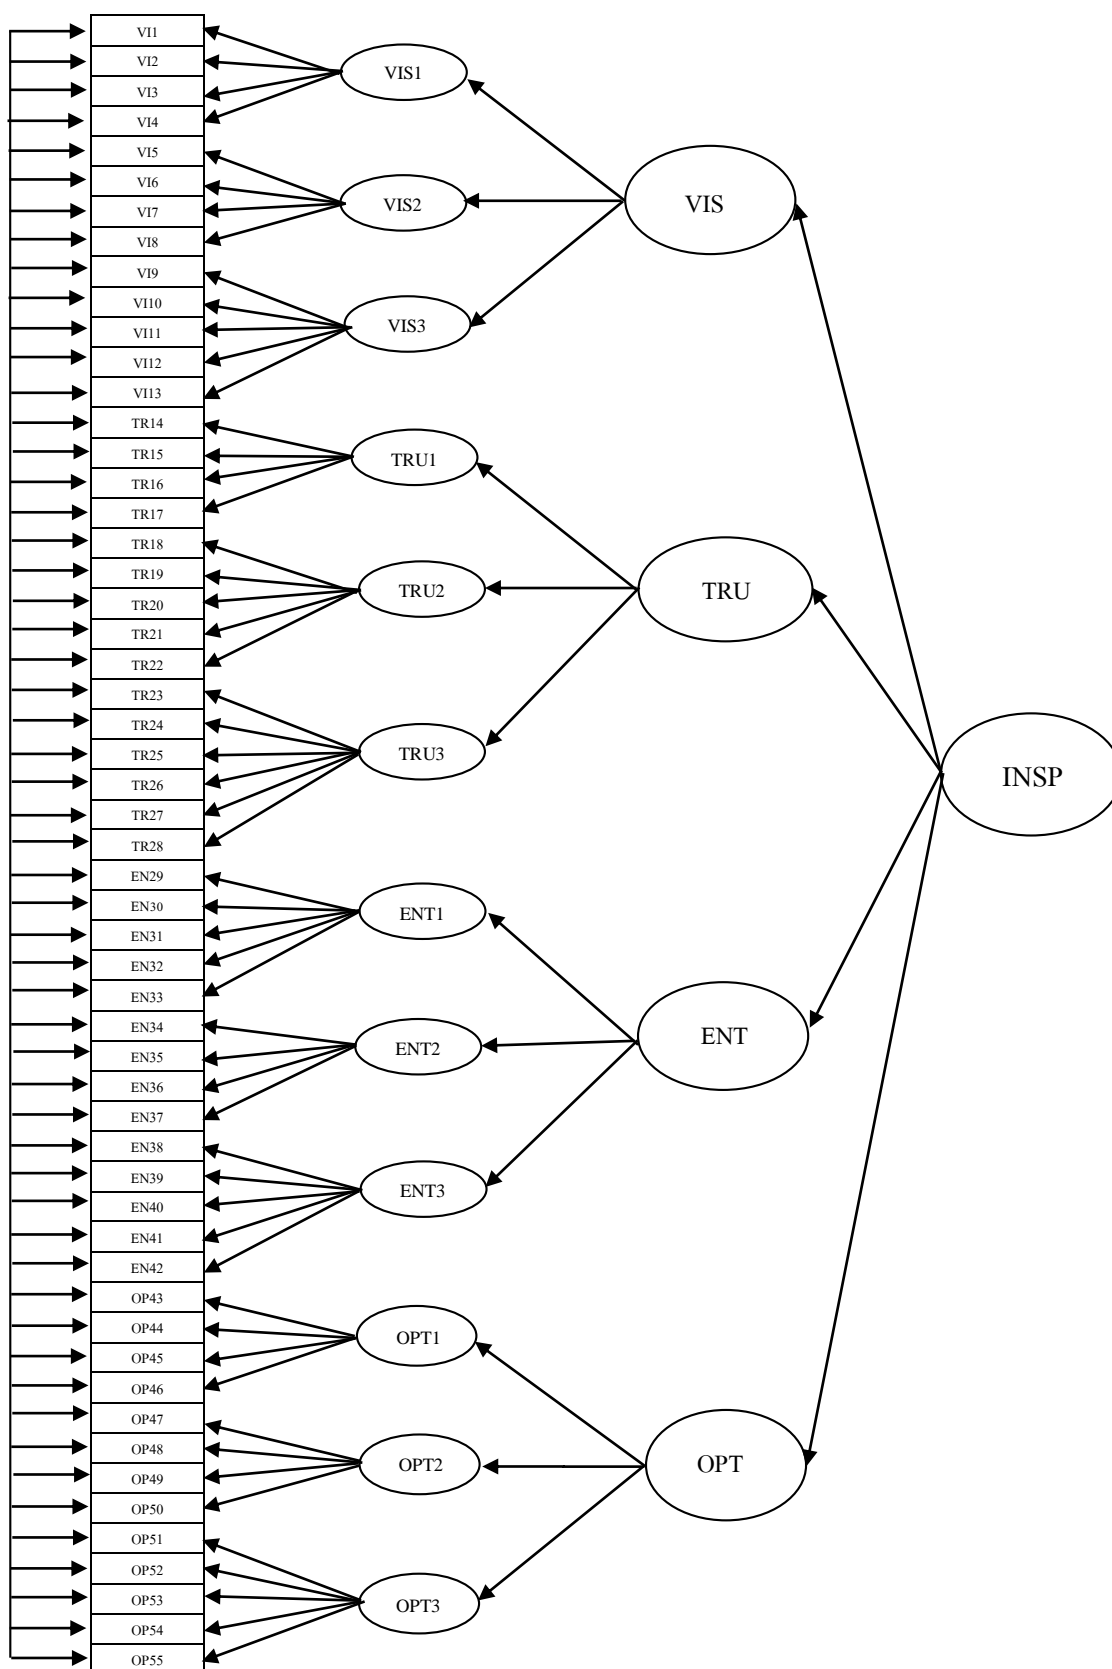 VI1
VI2
VI3
VI4
VI5
VI6
VI7
VI8
VI9
VI10
VI11
VI12
VI13
TR14
TR15
TR16
TR17
TR18
TR19
TR20
TR21
TR22
TR23
TR24
TR25
TR26
TR27
TR28
EN29
EN30
EN31
EN32
EN33
EN34
EN35
EN36
EN37
EN38
EN39
EN40
EN41
EN42
OP43
OP44
OP45
OP46
OP47
OP48
OP49
OP50
OP51
OP52
OP53
OP54
OP55
VIS1
VIS2
VIS3
TRU1
TRU2
TRU3
ENT1
ENT2
ENT3
OPT1
OPT2
OPT3
VIS
TRU
ENT
OPT
INSP